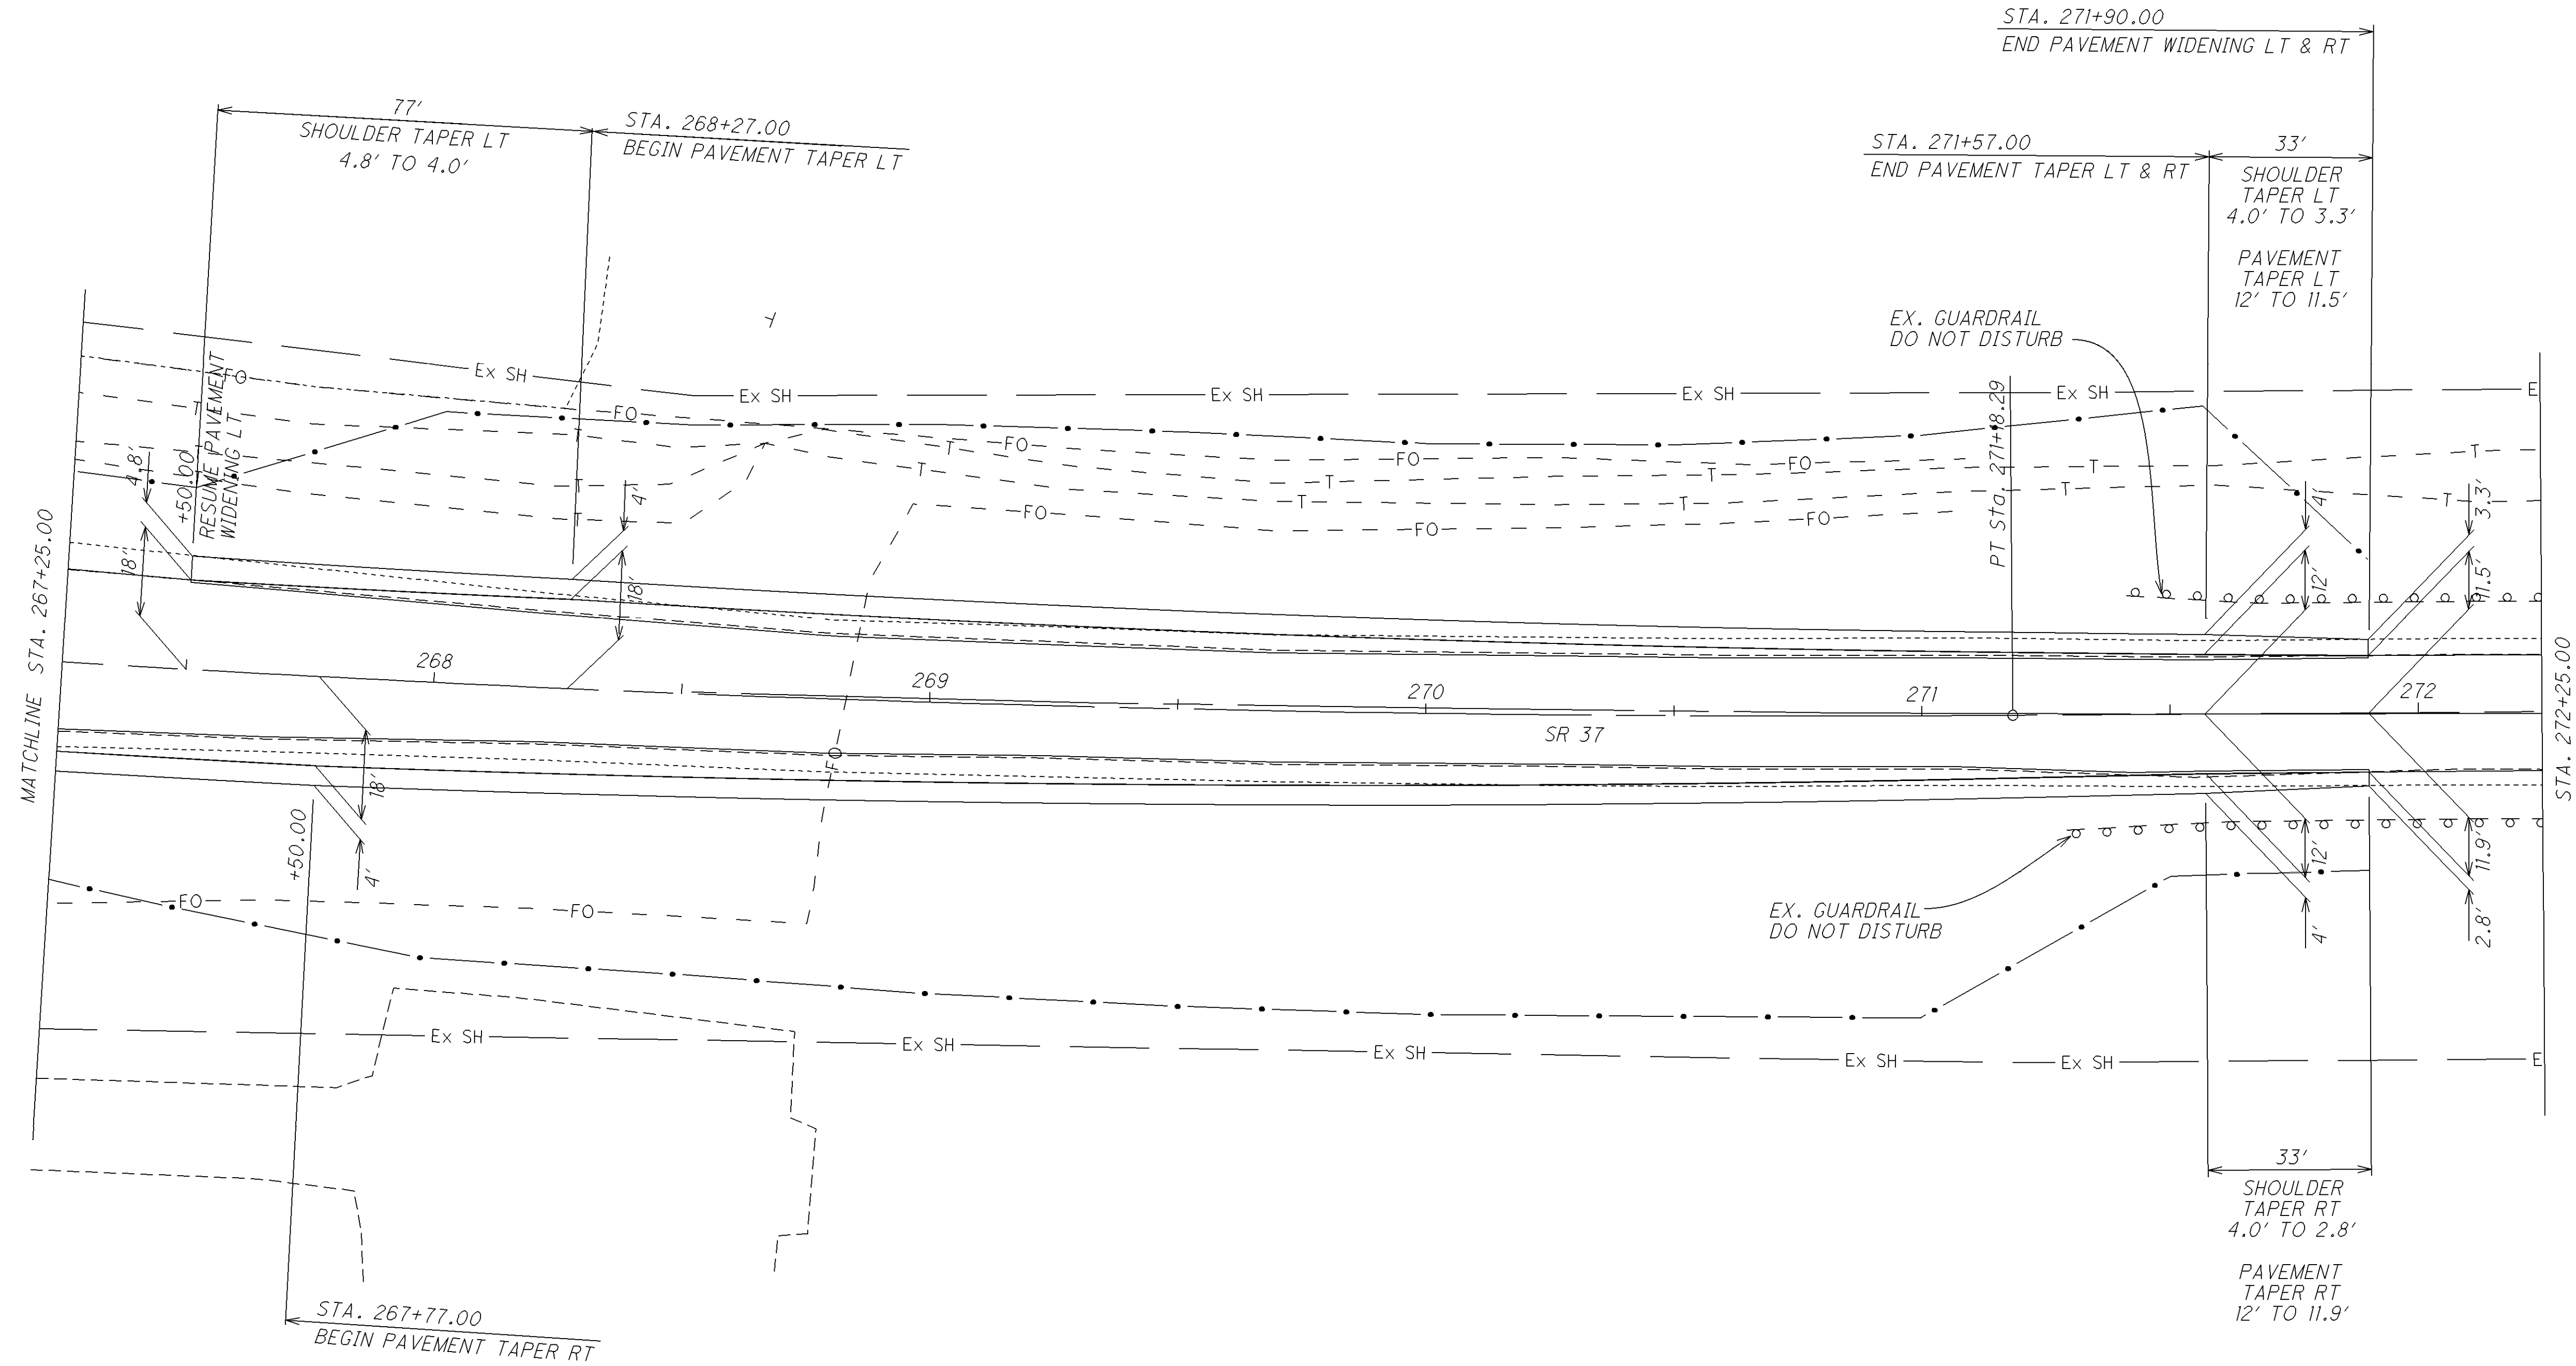 STA. 271+90.00
END PAVEMENT WIDENING LT & RT
77'
SHOULDER TAPER LT
4.8' TO 4.0'
STA. 268+27.00
BEGIN PAVEMENT TAPER LT
STA. 271+57.00
END PAVEMENT TAPER LT & RT
33'
SHOULDER
TAPER LT
4.0' TO 3.3'
PAVEMENT
TAPER LT
12' TO 11.5'
EX. GUARDRAIL
DO NOT DISTURB
Ex SH
Ex SH
Ex SH
Ex SH
Ex SH
E
FO
FO
FO
FO
FO
T
T
T
T
T
T
T
T
T
T
T
T
FO
FO
FO
+50.00
RESUME PAVEMENT
WIDENING LT
4.8'
18'
4'
18'
PT Sta. 271+18.29
4'
12'
3.3'
11.5'
MATCHLINE STA. 267+25.00
STA. 272+25.00
268
269
270
271
272
SR 37
FO
18'
4'
+50.00
FO
FO
12'
4'
11.9'
2.8'
EX. GUARDRAIL
DO NOT DISTURB
Ex SH
Ex SH
Ex SH
Ex SH
Ex SH
E
33'
SHOULDER
TAPER RT
4.0' TO 2.8'
PAVEMENT
TAPER RT
12' TO 11.9'
STA. 267+77.00
BEGIN PAVEMENT TAPER RT